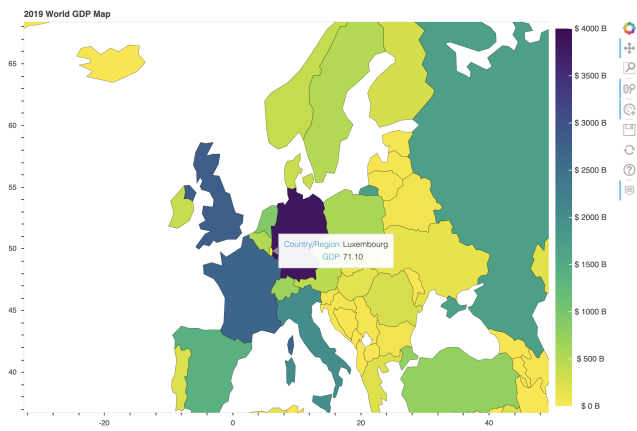 2019 World GDP Map
65
60
55
50
45
40
-20
0
20
40
Country/Region: Luxembourg
GDP: 71.10
$ 4000 B
$ 3500 B
$ 3000 B
$ 2500 B
$ 2000 B
$ 1500 B
$ 1000 B
$ 500 B
$ 0 B